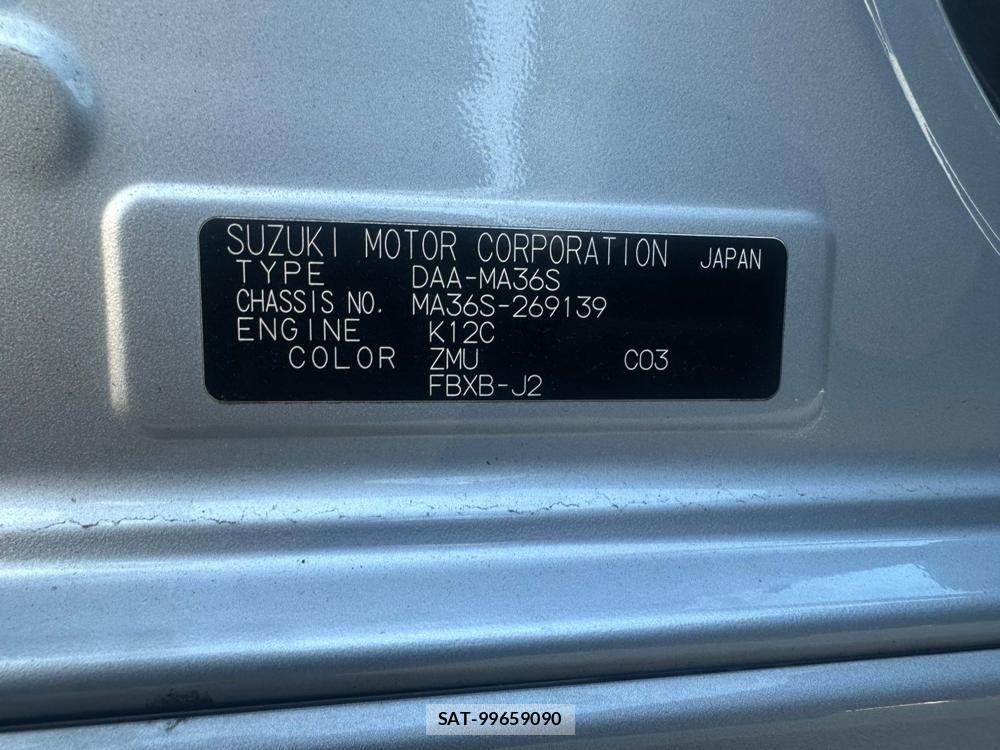 SUZUKI MOTOR CORPORATION JAPAN
TYPE DAA-MA36S
CHASSIS NO. MA36S-269139
ENGINE K12C
COLOR ZMU C03
FBXB-J2
SAT-99659090